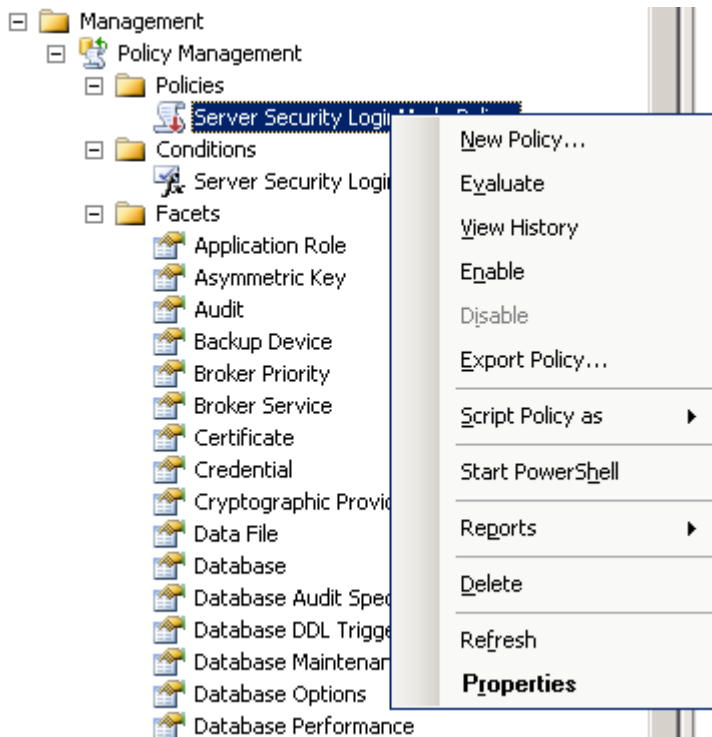 Management
Policy Management
Policies
Server Security Login Mode Policy
Conditions
Server Security Login
Facets
Application Role
Asymmetric Key
Audit
Backup Device
Broker Priority
Broker Service
Certificate
Credential
Cryptographic Provid
Data File
Database
Database Audit Spec
Database DDL Trigge
Database Maintenan
Database Options
Database Performance
New Policy...
Evaluate
View History
Enable
Disable
Export Policy...
Script Policy as
Start PowerShell
Reports
Delete
Refresh
Properties